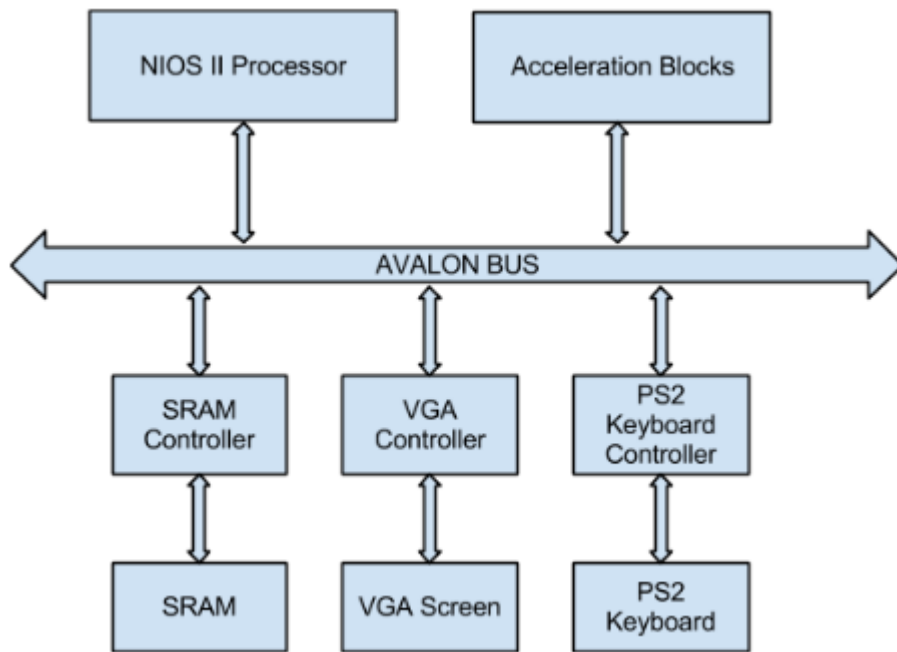 NIOS II Processor
Acceleration Blocks
AVALON BUS
SRAM
Controller
VGA
Controller
PS2
Keyboard
Controller
SRAM
VGA Screen
PS2
Keyboard